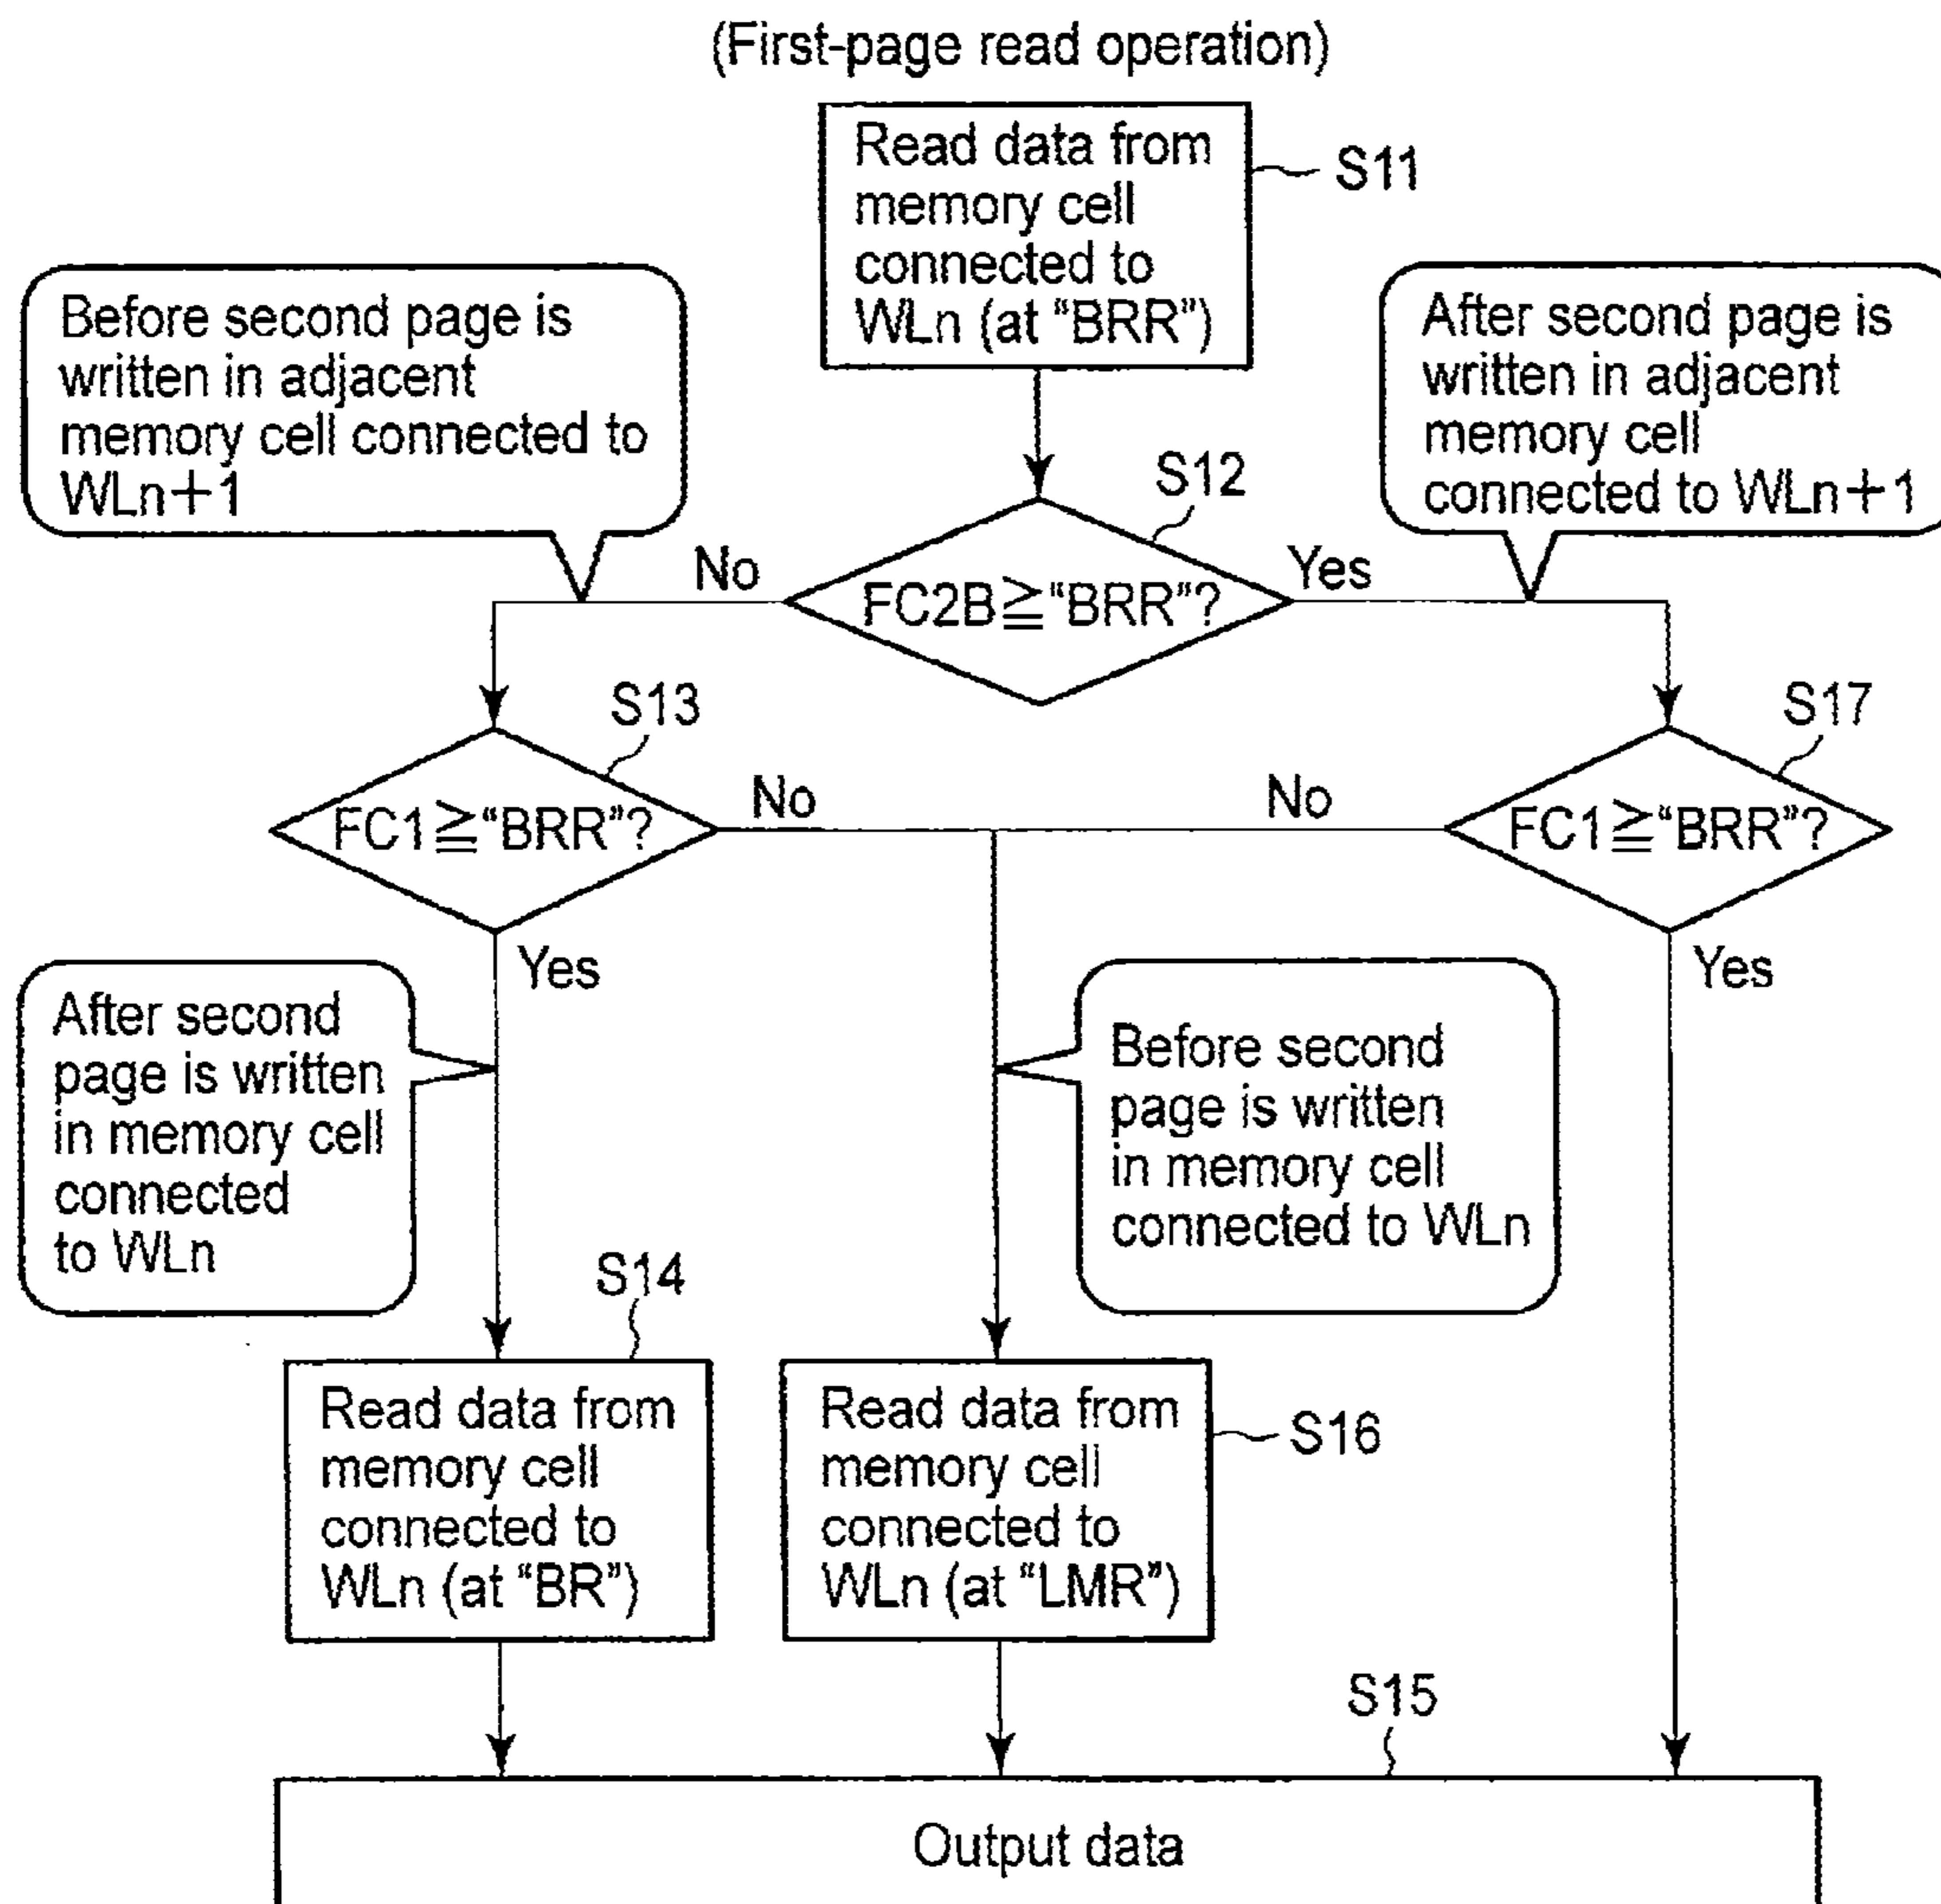 (First-page read operation)
Read data from
memory cell
connected to
WLn (at “BRR”)
S11
Before second page is
written in adjacent
memory cell connected to
WLn+1
After second page is
written in adjacent
memory cell
connected to WLn+1
S12
No
FC2B≧“BRR”?
Yes
S13
FC1≧“BRR”?
No
No
S17
FC1≧“BRR”?
Yes
Yes
After second
page is written
in memory cell
connected
to WLn
Before second
page is written
in memory cell
connected to WLn
S14
Read data from
memory cell
connected to
WLn (at “BR”)
Read data from
memory cell
connected to
WLn (at “LMR”)
S16
S15
Output data